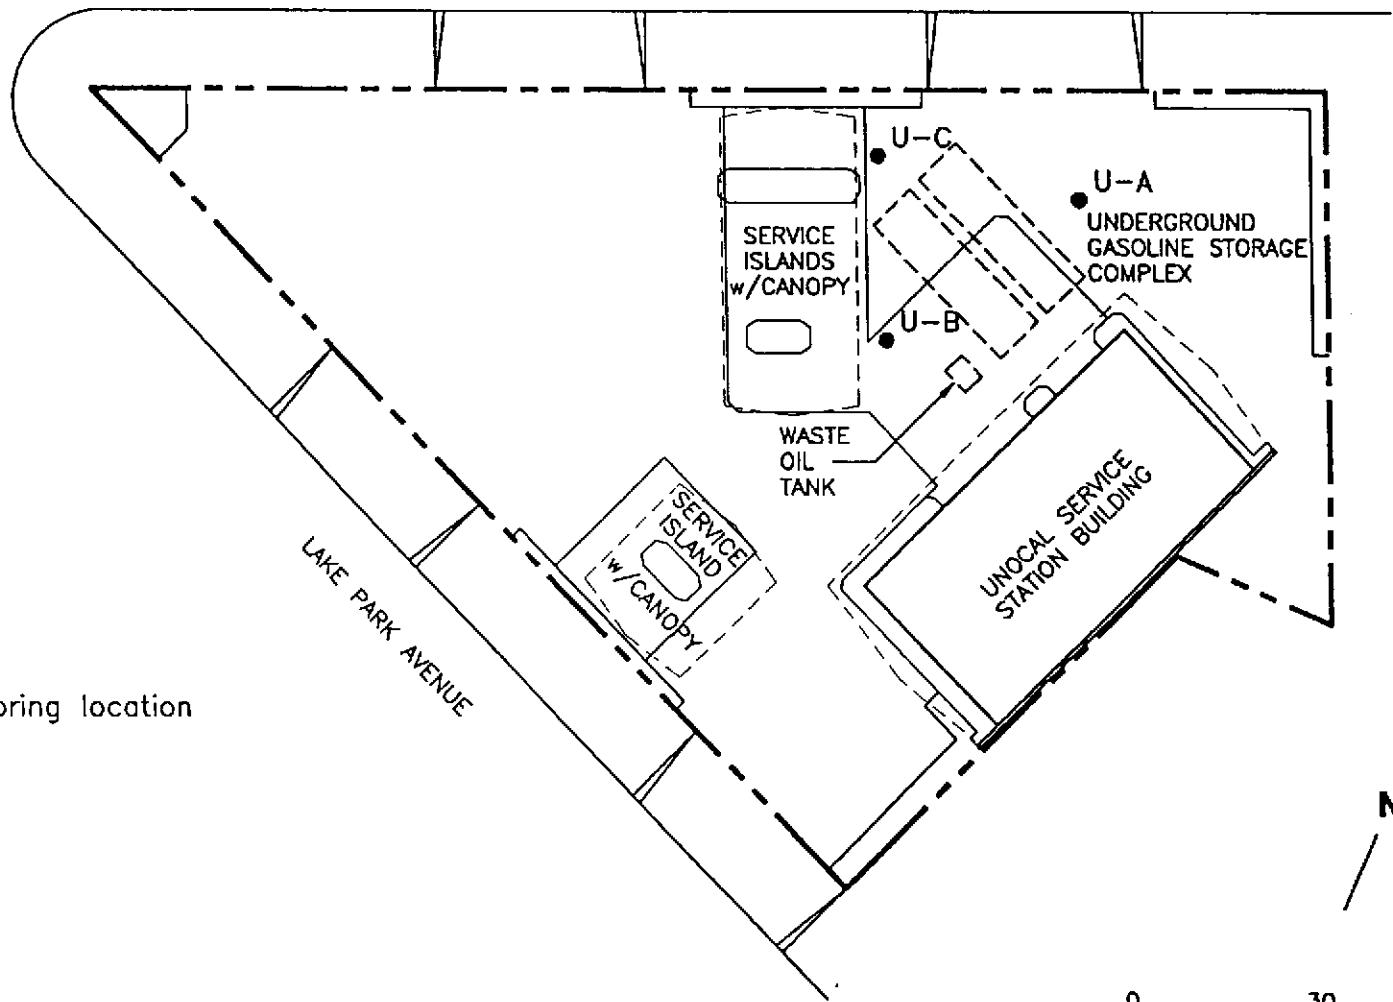 U-C
U-A
UNDERGROUND
GASOLINE STORAGE
COMPLEX
SERVICE
ISLANDS
w/CANOPY
U-B
WASTE
OIL
TANK
SERVICE
ISLAND
w/CANOPY
UNOCAL SERVICE
STATION BUILDING
LAKE PARK AVENUE
oring location
N
0 30